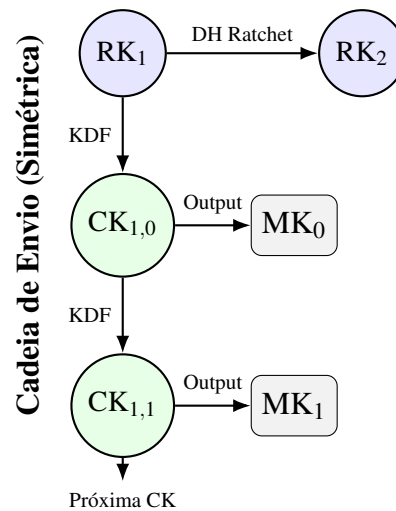 DH Ratchet
RK1
RK2
KDF
Output
CK1,0
MK0
KDF
Output
CK1,1
MK1
Próxima CK
Cadeia de Envio (Simétrica)